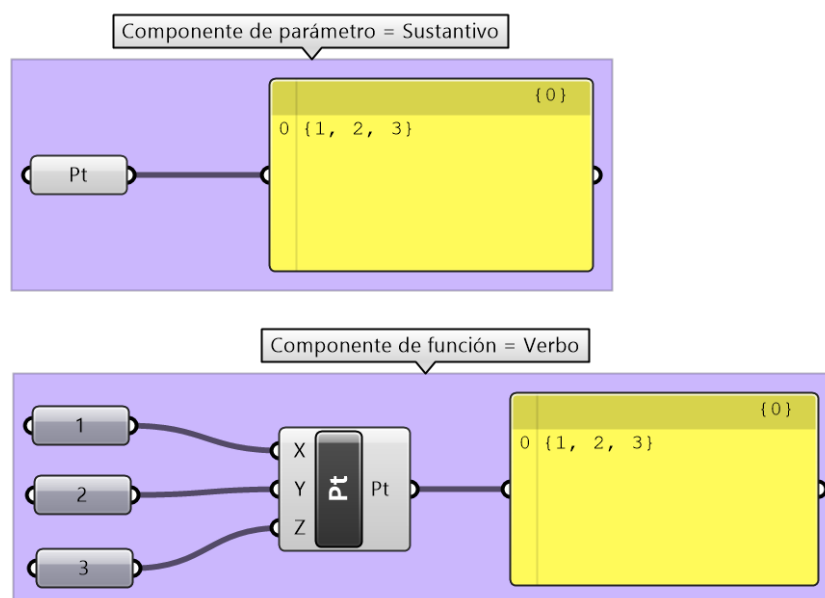 Componente de parámetro = Sustantivo
{0}
Pt
0 {1, 2, 3}
Componente de función = Verbo
{0}
1
2
3
X
Y
Z
Pt
Pt
0 {1, 2, 3}